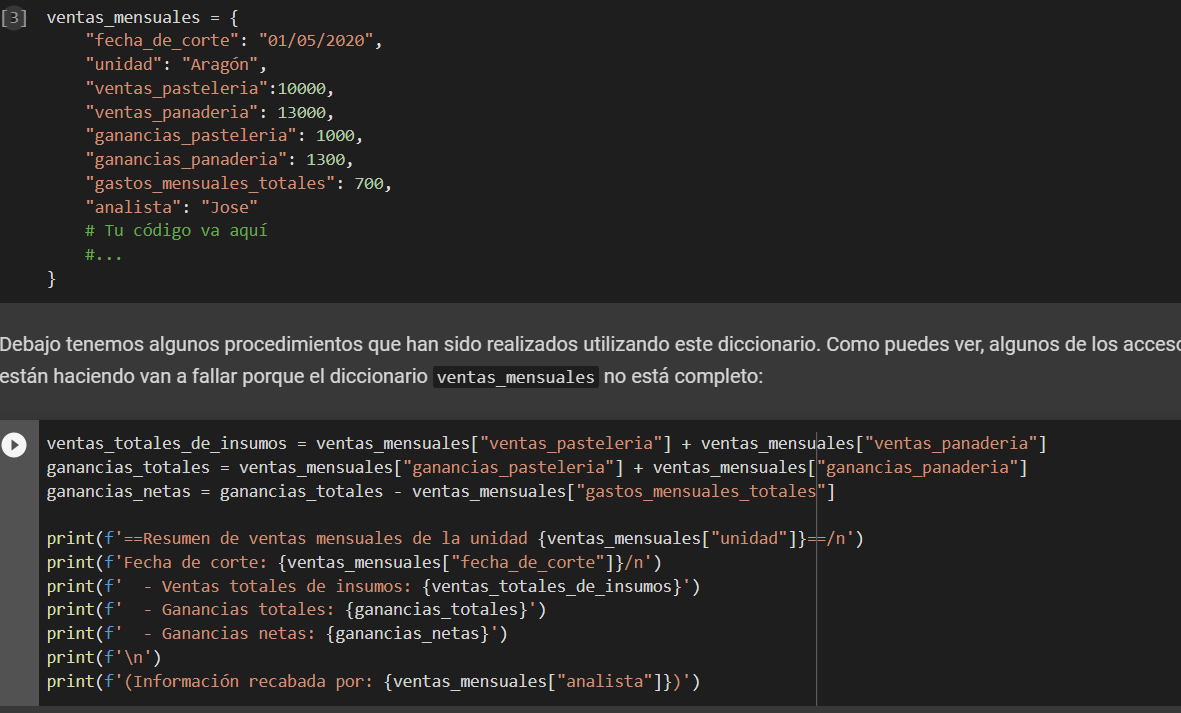 [3] ventas_mensuales = {
"fecha_de_corte": "01/05/2020",
"unidad": "Aragón",
"ventas_pasteleria":10000,
"ventas_panaderia": 13000,
"ganancias_pasteleria": 1000,
"ganancias_panaderia": 1300,
"gastos_mensuales_totales": 700,
"analista": "Jose"
# Tu código va aquí
#...
}
Debajo tenemos algunos procedimientos que han sido realizados utilizando este diccionario. Como puedes ver, algunos de los acceso
están haciendo van a fallar porque el diccionario ventas_mensuales no está completo:
ventas_totales_de_insumos = ventas_mensuales["ventas_pasteleria"] + ventas_mensuales["ventas_panaderia"]
ganancias_totales = ventas_mensuales["ganancias_pasteleria"] + ventas_mensuales["ganancias_panaderia"]
ganancias_netas = ganancias_totales - ventas_mensuales["gastos_mensuales_totales"]
print(f'==Resumen de ventas mensuales de la unidad {ventas_mensuales["unidad"]}==/n')
print(f'Fecha de corte: {ventas_mensuales["fecha_de_corte"]}/n')
print(f'  - Ventas totales de insumos: {ventas_totales_de_insumos}')
print(f'  - Ganancias totales: {ganancias_totales}')
print(f'  - Ganancias netas: {ganancias_netas}')
print(f'\n')
print(f'(Información recabada por: {ventas_mensuales["analista"]})')